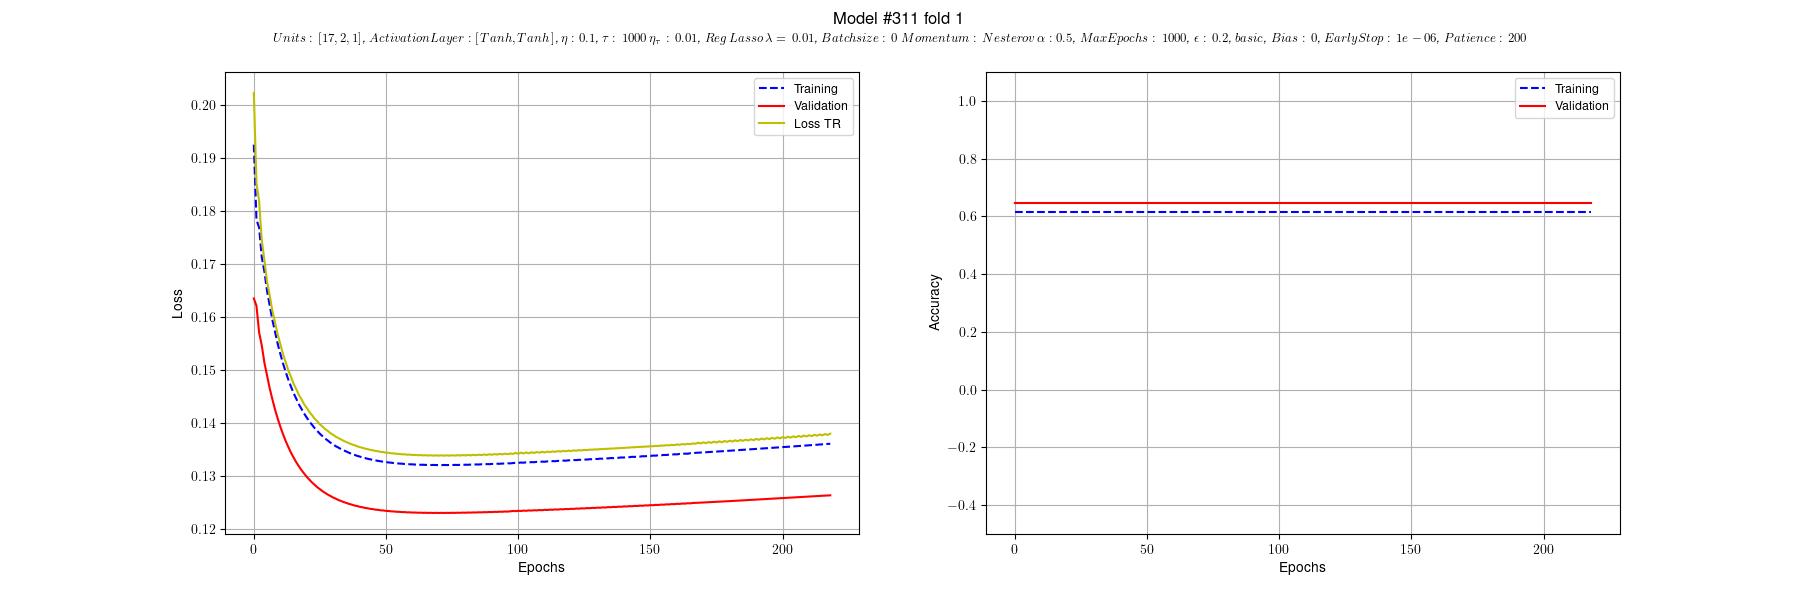 Model #311 fold 1
Units : [17, 2, 1], ActivationLayer : [Tanh, Tanh], η : 0.1, τ : 1000 η_τ : 0.01, Reg Lasso λ = 0.01, Batchsize : 0 Momentum : Nesterov α : 0.5, MaxEpochs : 1000, ϵ : 0.2, basic, Bias : 0, EarlyStop : 1e − 06, Patience : 200
Training
Validation
Loss TR
0.20
0.19
0.18
0.17
0.16
0.15
0.14
0.13
0.12
Loss
0 50 100 150 200
Epochs
Training
Validation
1.0
0.8
0.6
0.4
0.2
0.0
−0.2
−0.4
Accuracy
0 50 100 150 200
Epochs